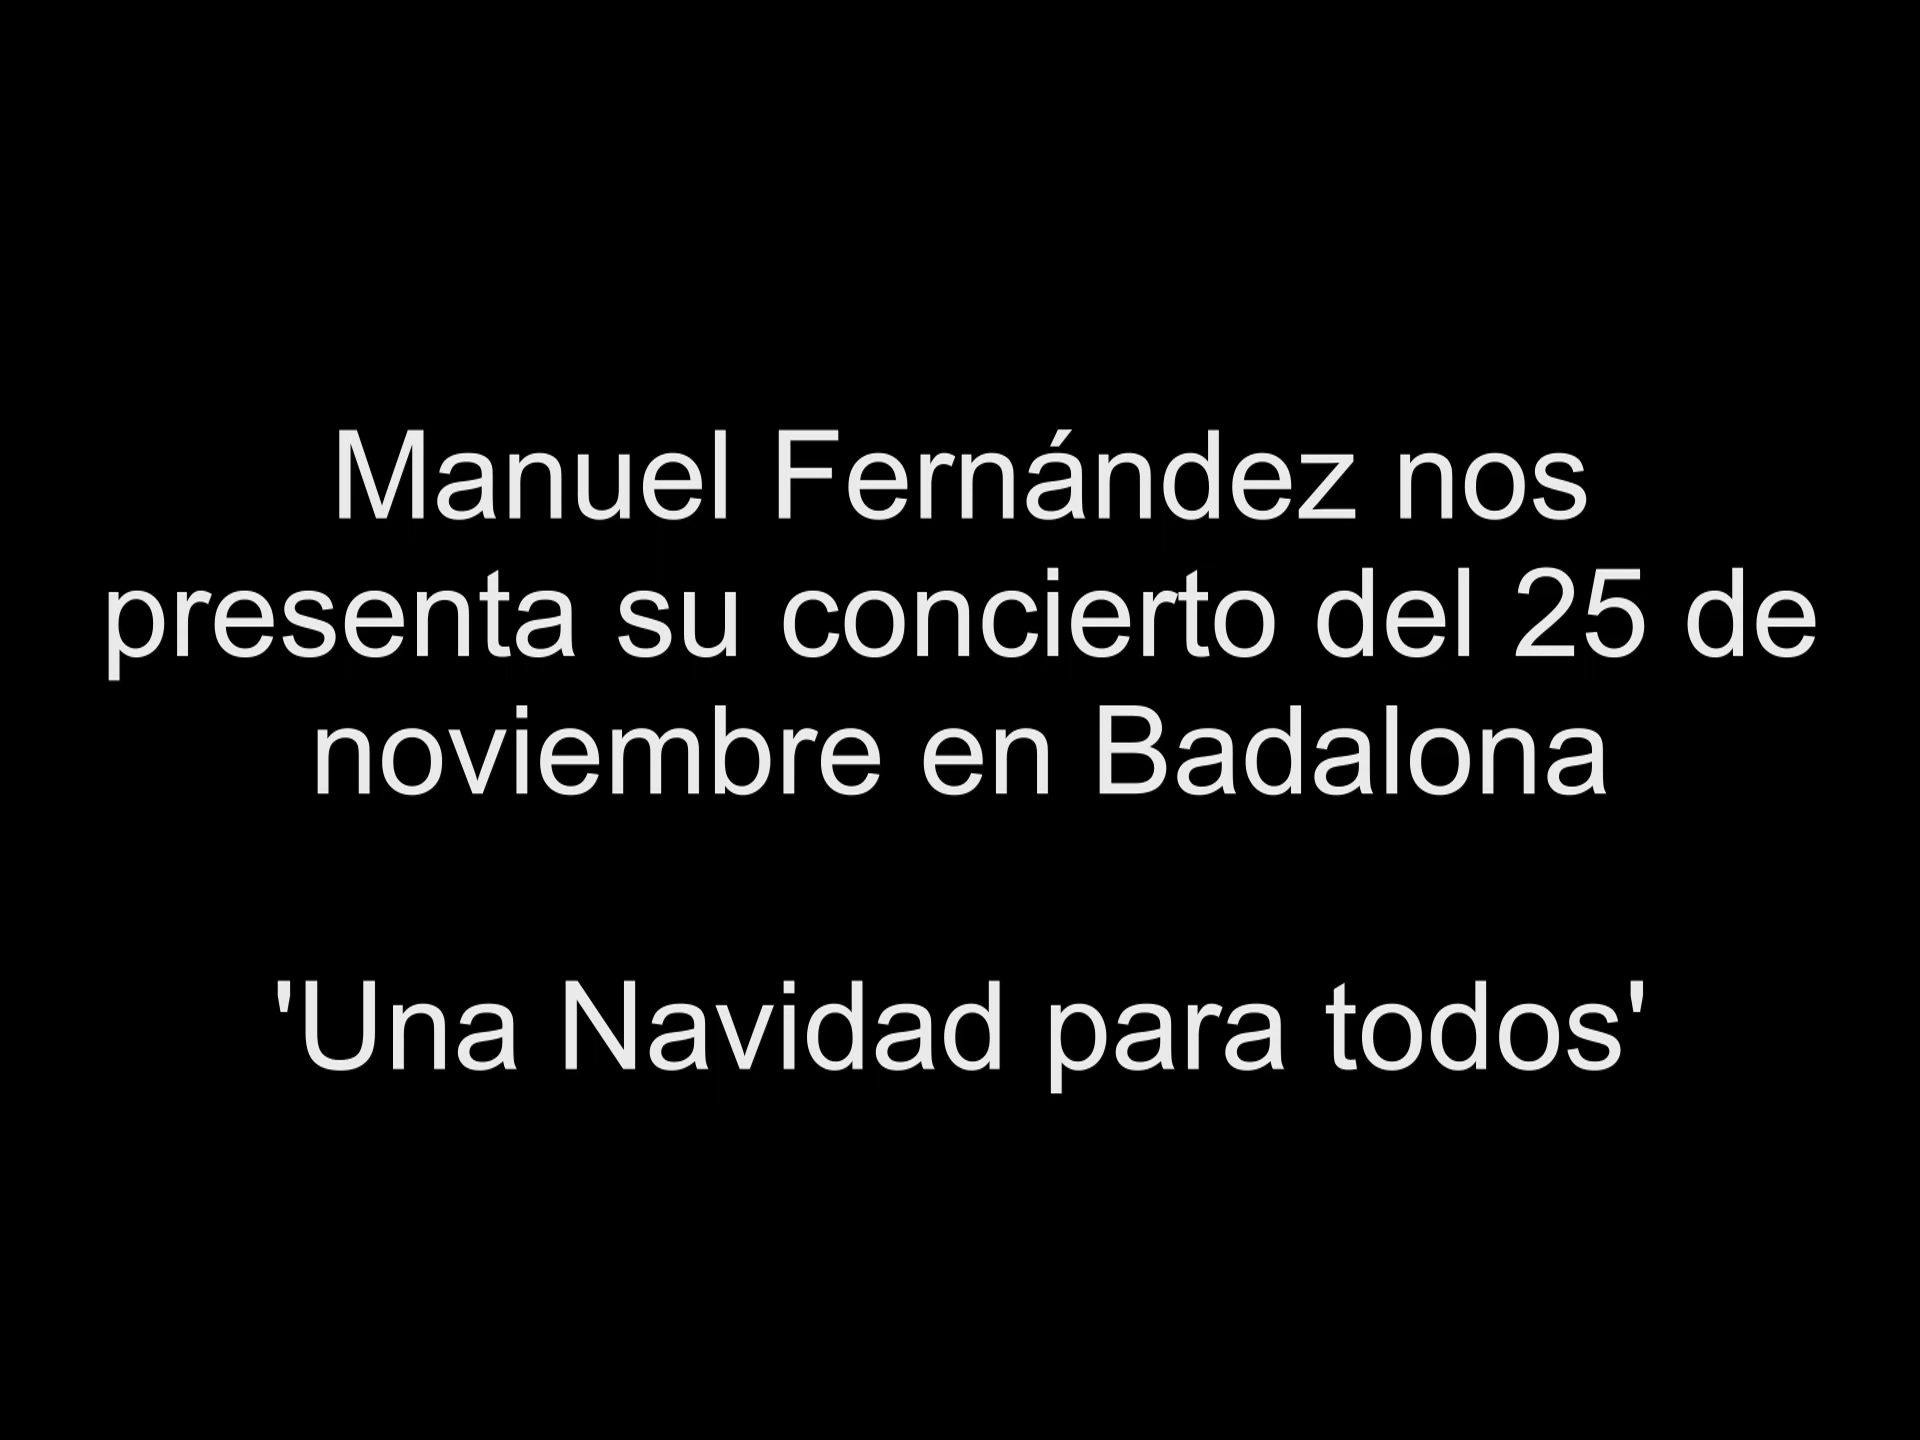 Manuel Fernández nos
presenta su concierto del 25 de
noviembre en Badalona
'Una Navidad para todos'